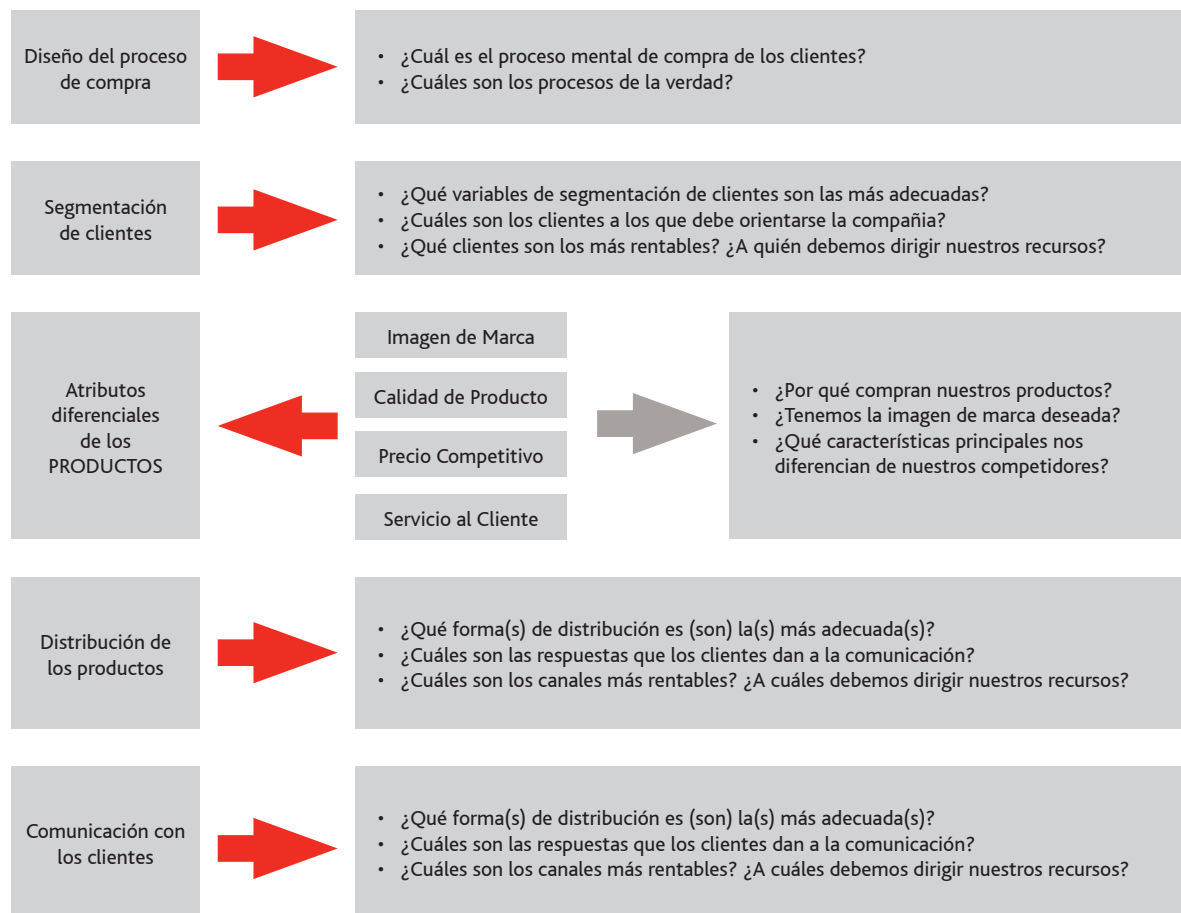 Diseño del proceso
de compra
• ¿Cuál es el proceso mental de compra de los clientes?
• ¿Cuáles son los procesos de la verdad?
Segmentación
de clientes
• ¿Qué variables de segmentación de clientes son las más adecuadas?
• ¿Cuáles son los clientes a los que debe orientarse la compañia?
• ¿Qué clientes son los más rentables? ¿A quién debemos dirigir nuestros recursos?
Atributos
diferenciales
de los
PRODUCTOS
Imagen de Marca
Calidad de Producto
Precio Competitivo
Servicio al Cliente
• ¿Por qué compran nuestros productos?
• ¿Tenemos la imagen de marca deseada?
• ¿Qué característícas principales nos
diferencian de nuestros competidores?
Distribución de
los productos
• ¿Qué forma(s) de distribución es (son) la(s) más adecuada(s)?
• ¿Cuáles son las respuestas que los clientes dan a la comunicación?
• ¿Cuáles son los canales más rentables? ¿A cuáles debemos dirigir nuestros recursos?
Comunicación con
los clientes
• ¿Qué forma(s) de distribución es (son) la(s) más adecuada(s)?
• ¿Cuáles son las respuestas que los clientes dan a la comunicación?
• ¿Cuáles son los canales más rentables? ¿A cuáles debemos dirigir nuestros recursos?